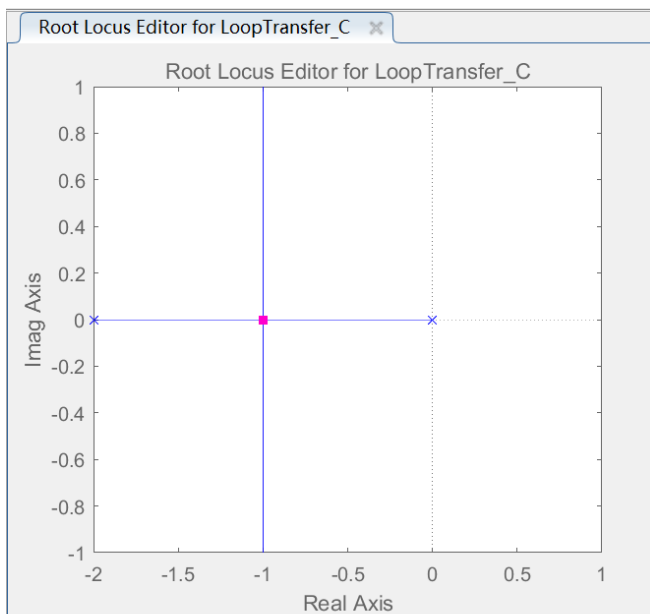 Root Locus Editor for LoopTransfer_C
Root Locus Editor for LoopTransfer_C
1
0.8
0.6
0.4
0.2
0
-0.2
-0.4
-0.6
-0.8
-1
Imag Axis
-2 -1.5 -1 -0.5 0 0.5 1
Real Axis